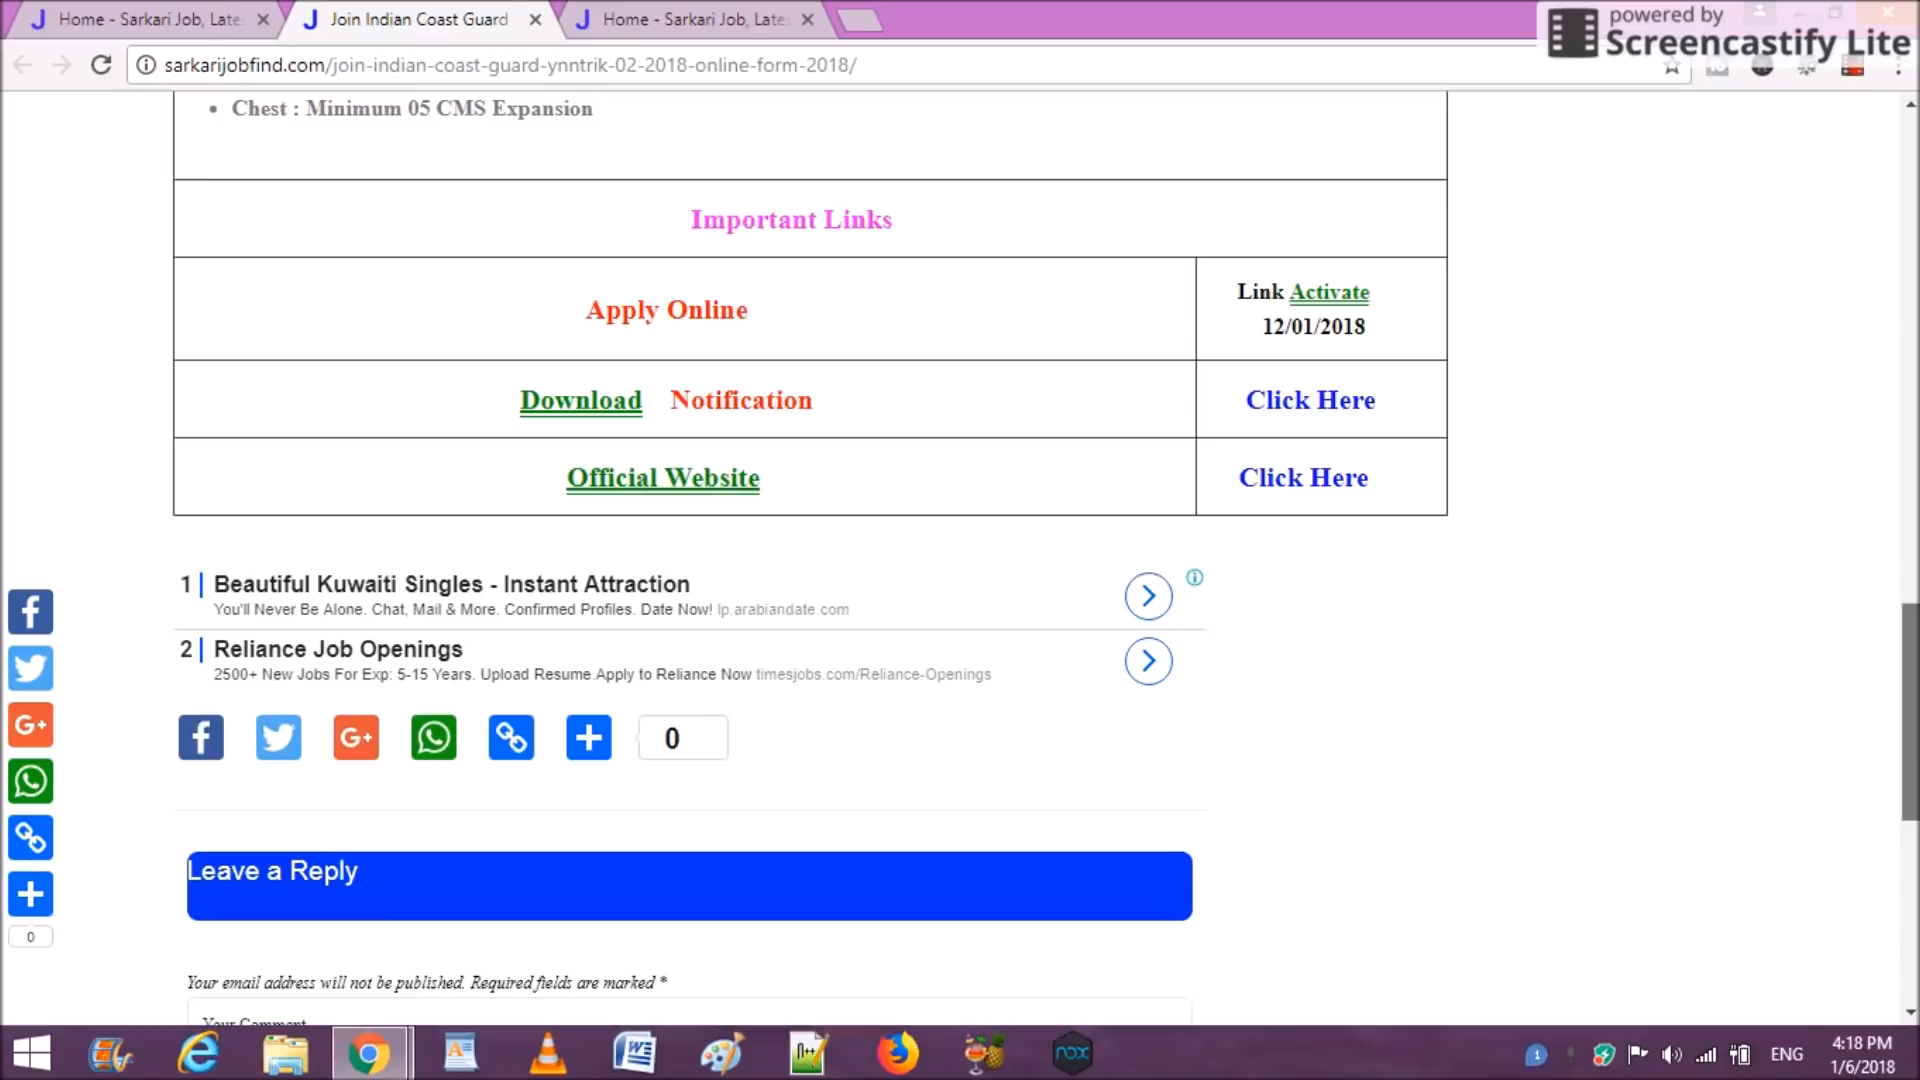 J Home - Sarkari Job, Late
J Join Indian Coast Guard
J Home - Sarkari Job, Late
powered by
Screencastify Lite
sarkarijobfind.com/join-indian-coast-guard-ynntrik-02-2018-online-form-2018/
• Chest : Minimum 05 CMS Expansion
Important Links
Apply Online
Link Activate
12/01/2018
Download Notification
Click Here
Official Website
Click Here
1 Beautiful Kuwaiti Singles - Instant Attraction
You'll Never Be Alone. Chat, Mail & More. Confirmed Profiles. Date Now! lp.arabiandate.com
2 Reliance Job Openings
2500+ New Jobs For Exp: 5-15 Years. Upload Resume.Apply to Reliance Now timesjobs.com/Reliance-Openings
G+
G+
0
0
Leave a Reply
Your email address will not be published. Required fields are marked *
Your Comment
W
n++
nox
1
ENG
4:18 PM
1/6/2018